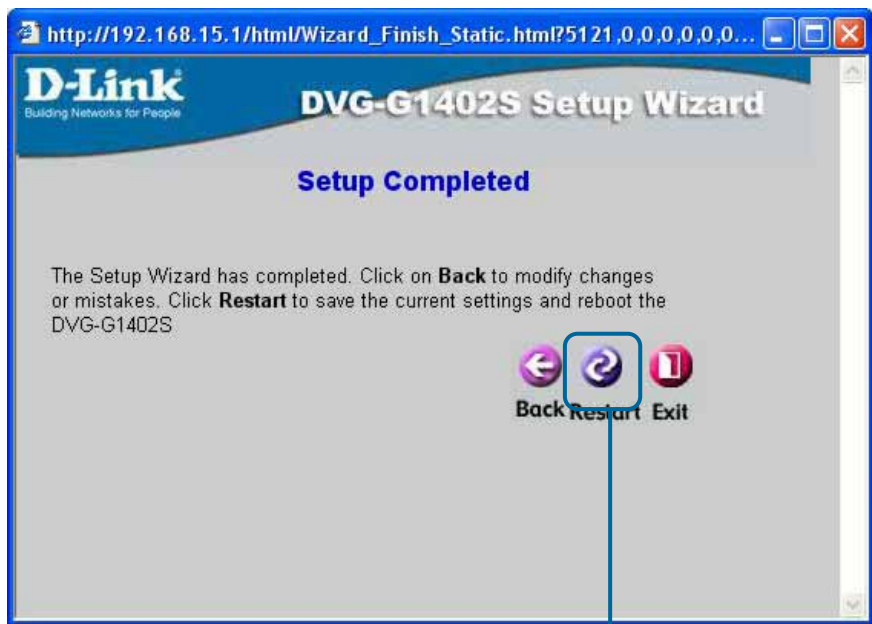 http://192.168.15.1/html/Wizard_Finish_Static.html?5121,0,0,0,0,0,0...
D-Link
Building Networks for People
DVG-G1402S Setup Wizard
Setup Completed
The Setup Wizard has completed. Click on Back to modify changes
or mistakes. Click Restart to save the current settings and reboot the
DVG-G1402S
Back Restart Exit